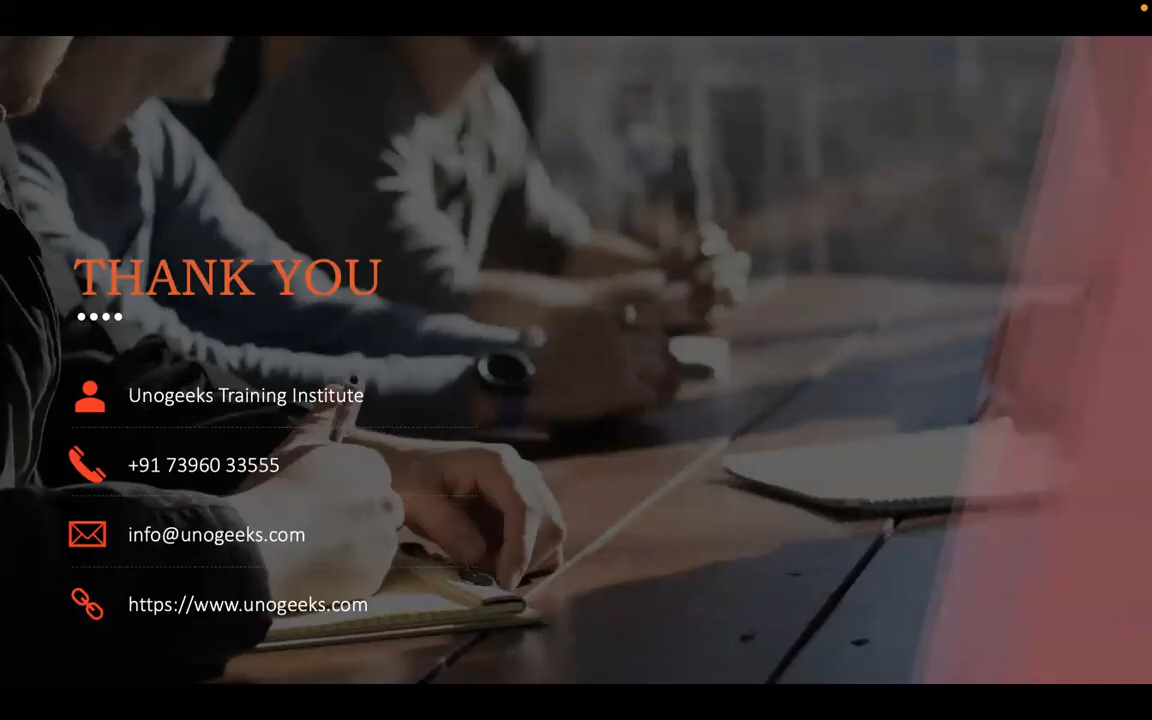 THANK YOU
Unogeeks Training Institute
+91 73960 33555
info@unogeeks.com
https://www.unogeeks.com